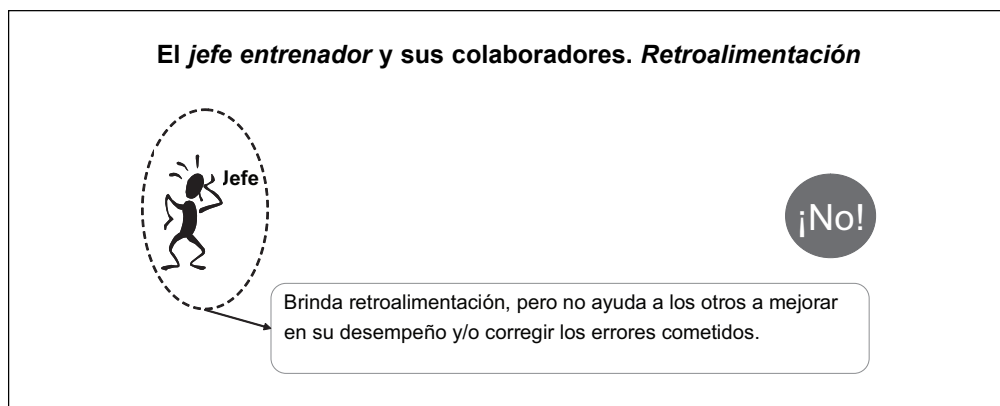 El jefe entrenador y sus colaboradores. Retroalimentación
Jefe
¡No!
Brinda retroalimentación, pero no ayuda a los otros a mejorar
en su desempeño y/o corregir los errores cometidos.